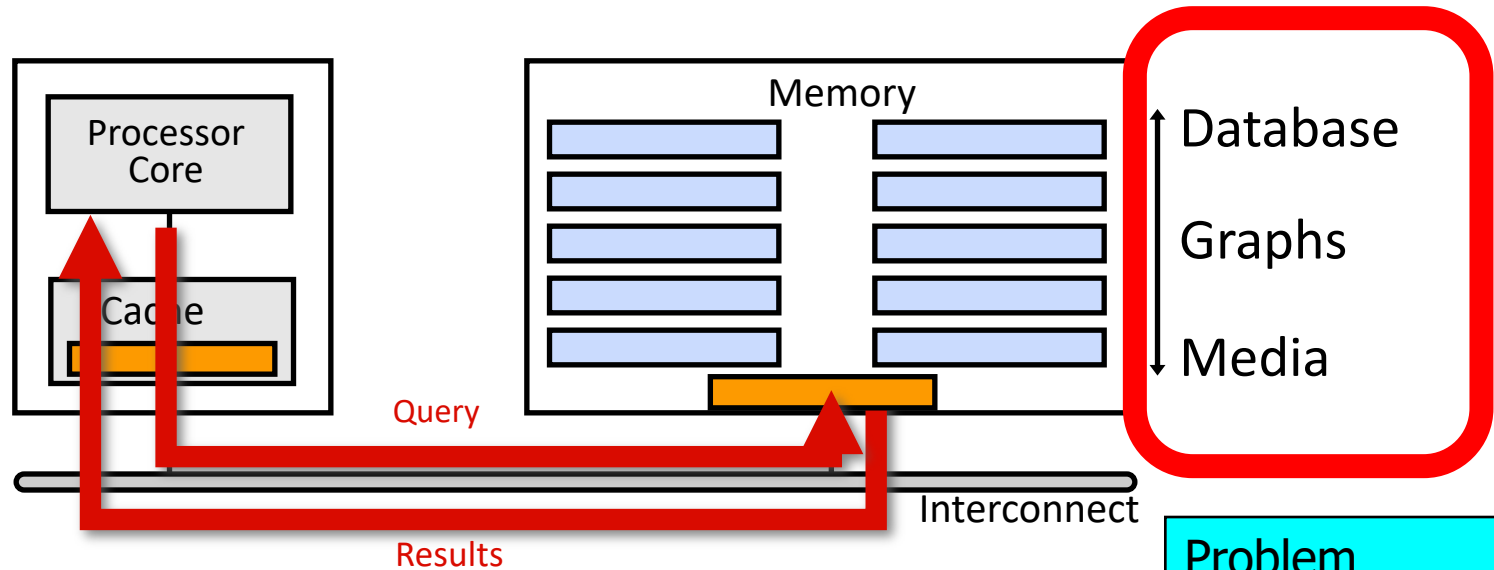 Processor
Core
Cache
Memory
Database
Graphs
Media
Query
Interconnect
Results
Problem